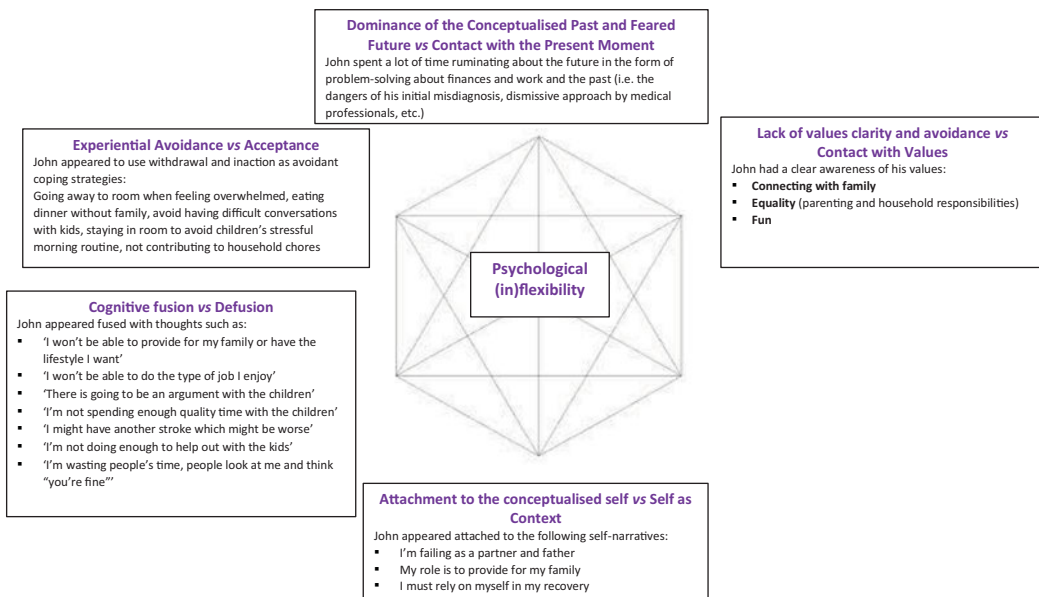 Dominance of the Conceptualised Past and Feared
Future vs Contact with the Present Moment
John spent a lot of time ruminating about the future in the form of
problem-solving about finances and work and the past (i.e. the
dangers of his initial misdiagnosis, dismissive approach by medical
professionals, etc.)
Experiential Avoidance vs Acceptance
John appeared to use withdrawal and inaction as avoidant
coping strategies:
Going away to room when feeling overwhelmed, eating
dinner without family, avoid having difficult conversations
with kids, staying in room to avoid children's stressful
morning routine, not contributing to household chores
Lack of values clarity and avoidance vs
Contact with Values
John had a clear awareness of his values:
▪ Connecting with family
▪ Equality (parenting and household responsibilities)
▪ Fun
Psychological
(in)flexibility
Cognitive fusion vs Defusion
John appeared fused with thoughts such as:
▪ ‘I won’t be able to provide for my family or have the
lifestyle I want’
▪ ‘I won’t be able to do the type of job I enjoy’
▪ ‘There is going to be an argument with the children’
▪ ‘I’m not spending enough quality time with the children’
▪ ‘I might have another stroke which might be worse’
▪ ‘I’m not doing enough to help out with the kids’
▪ ‘I’m wasting people’s time, people look at me and think
“you’re fine”’
Attachment to the conceptualised self vs Self as
Context
John appeared attached to the following self-narratives:
▪ I’m failing as a partner and father
▪ My role is to provide for my family
▪ I must rely on myself in my recovery